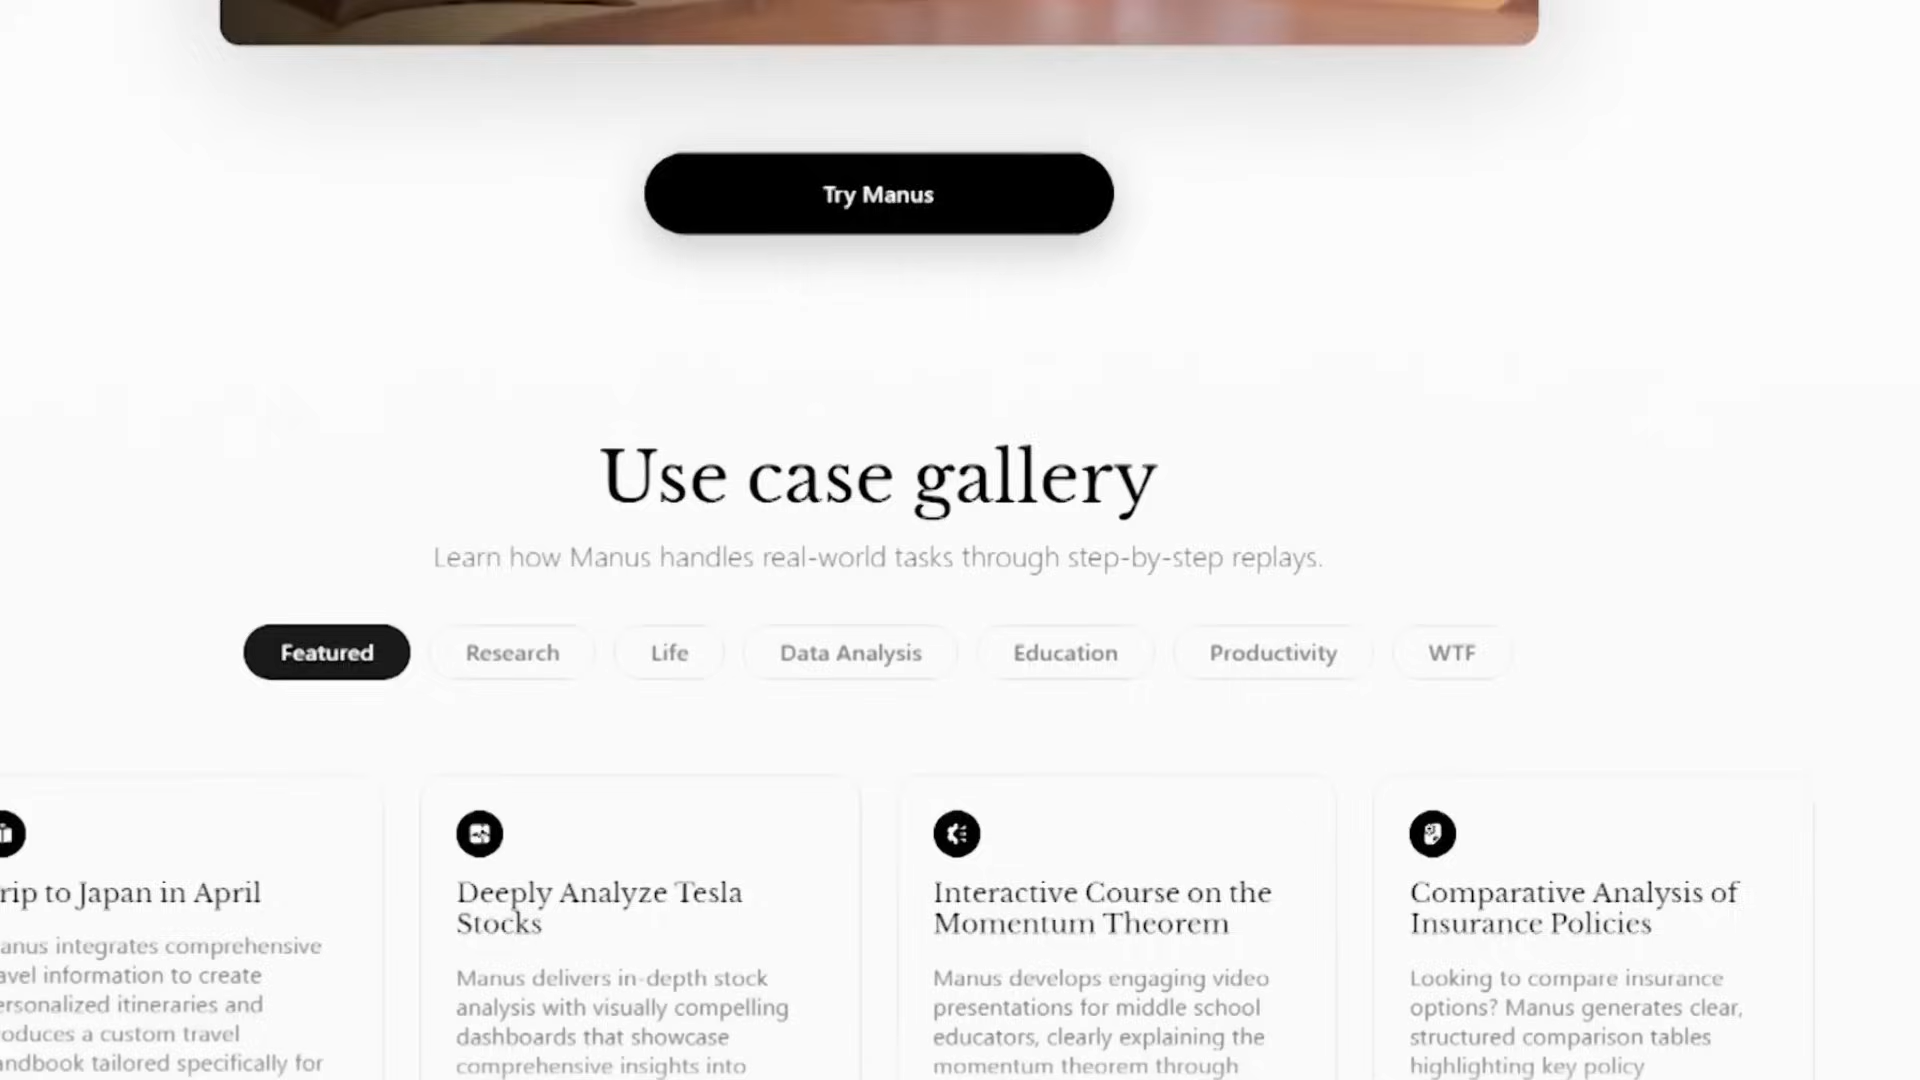 Try Manus
Use case gallery
Learn how Manus handles real-world tasks through step-by-step replays.
Featured
Research
Life
Data Analysis
Education
Productivity
WTF
rip to Japan in April
anus integrates comprehensive
avel information to create
ersonalized itineraries and
oduces a custom travel
andbook tailored specifically for
Deeply Analyze Tesla
Stocks
Manus delivers in-depth stock
analysis with visually compelling
dashboards that showcase
comprehensive insights into
Interactive Course on the
Momentum Theorem
Manus develops engaging video
presentations for middle school
educators, clearly explaining the
momentum theorem through
Comparative Analysis of
Insurance Policies
Looking to compare insurance
options? Manus generates clear,
structured comparison tables
highlighting key policy